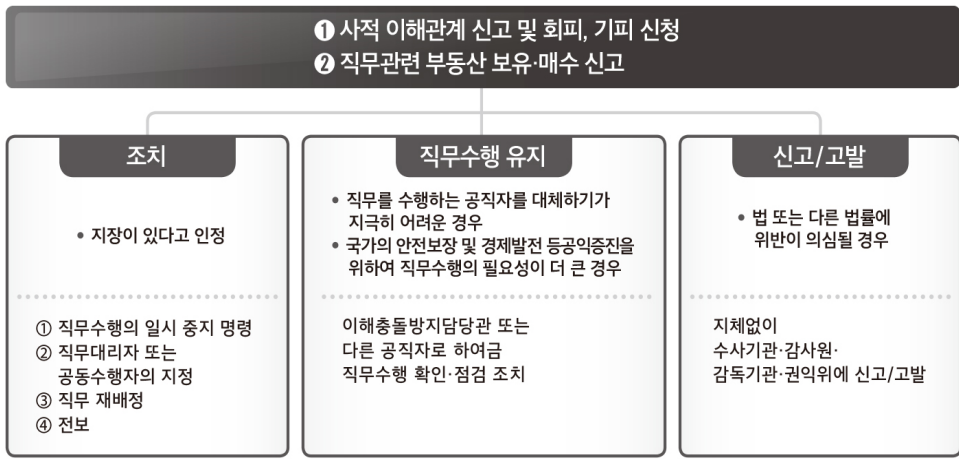 ❶ 사적 이해관계 신고 및 회피, 기피 신청
❷ 직무관련 부동산 보유·매수 신고
조치
• 지장이 있다고 인정
① 직무수행의 일시 중지 명령
② 직무대리자 또는
공동수행자의 지정
③ 직무 재배정
④ 전보
직무수행 유지
• 직무를 수행하는 공직자를 대체하기가
지극히 어려운 경우
• 국가의 안전보장 및 경제발전 등공익증진을
위하여 직무수행의 필요성이 더 큰 경우
이해충돌방지담당관 또는
다른 공직자로 하여금
직무수행 확인·점검 조치
신고/고발
• 법 또는 다른 법률에
위반이 의심될 경우
지체없이
수사기관·감사원·
감독기관·권익위에 신고/고발